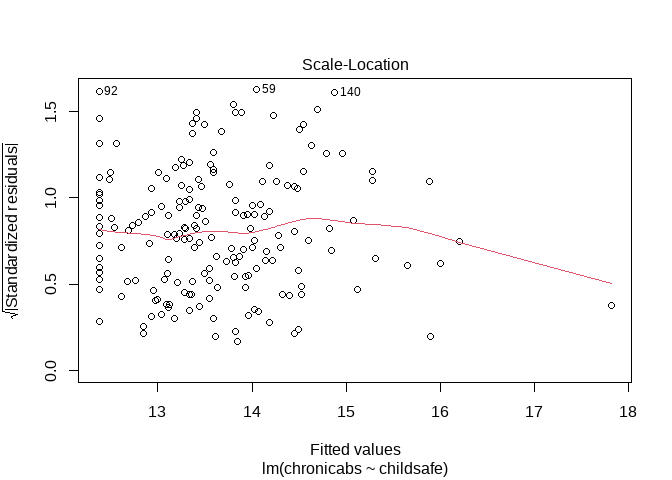 Scale-Location
√|Standardized residuals|
0.0 0.5 1.0 1.5
92
59
140
13 14 15 16 17 18
Fitted values
lm(chronicabs ~ childsafe)